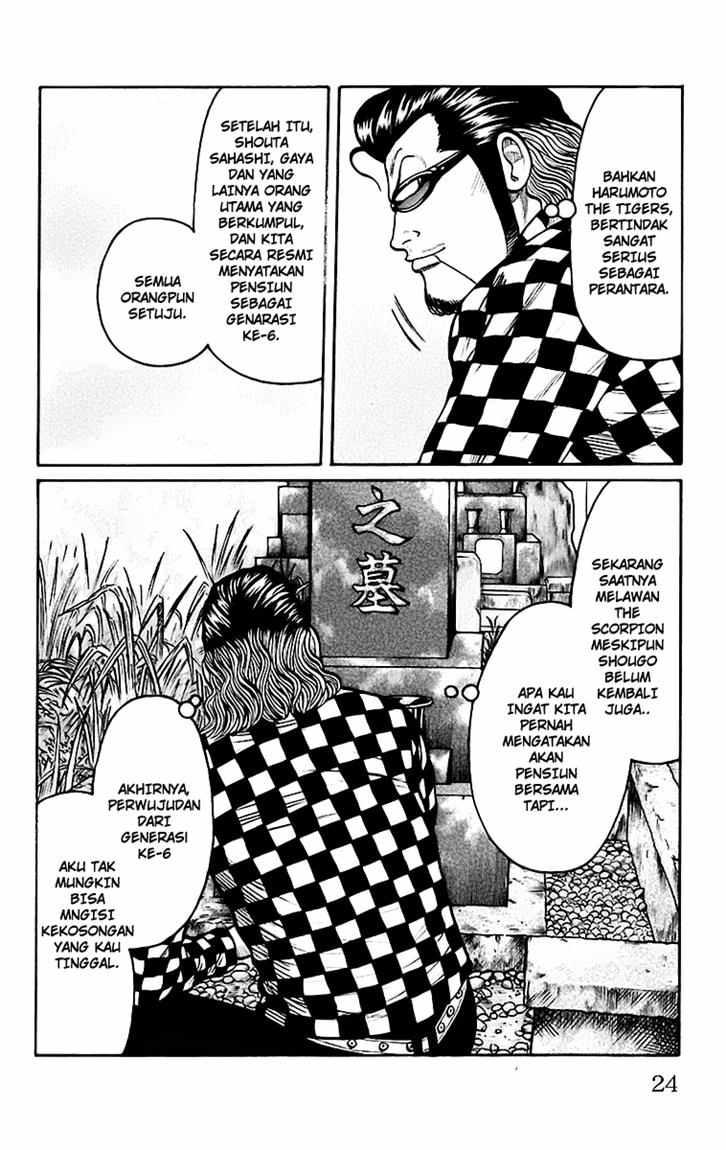 BAHKAN
HARUMOTO
THE TIGERS,
BERTINDAK
SANGAT
SERIUS
SEBAGAI
PERANTARA.
SETELAH ITU,
SHOUTA
SAHASHI, GAYA
DAN YANG
LAINYA ORANG
UTAMA YANG
BERKUMPUL,
DAN KITA
SECARA RESMI
MENYATAKAN
PENSIUN
SEBAGAI
GENARASI
KE-6.
SEMUA
ORANGPUN
SETUJU.
SEKARANG
SAATNYA
MELAWAN
THE
SCORPION
MESKIPUN
SHOUGO
BELUM
KEMBALI
JUGA..
APA KAU
INGAT KITA
PERNAH
MENGATAKAN
AKAN
PENSIUN
BERSAMA
TAPI...
之墓
AKHIRNYA,
PERWUJUDAN
DARI
GENERASI
KE-6
AKU TAK
MUNGKIN
BISA
MNGISI
KEKOSONGAN
YANG KAU
TINGGAL.
24